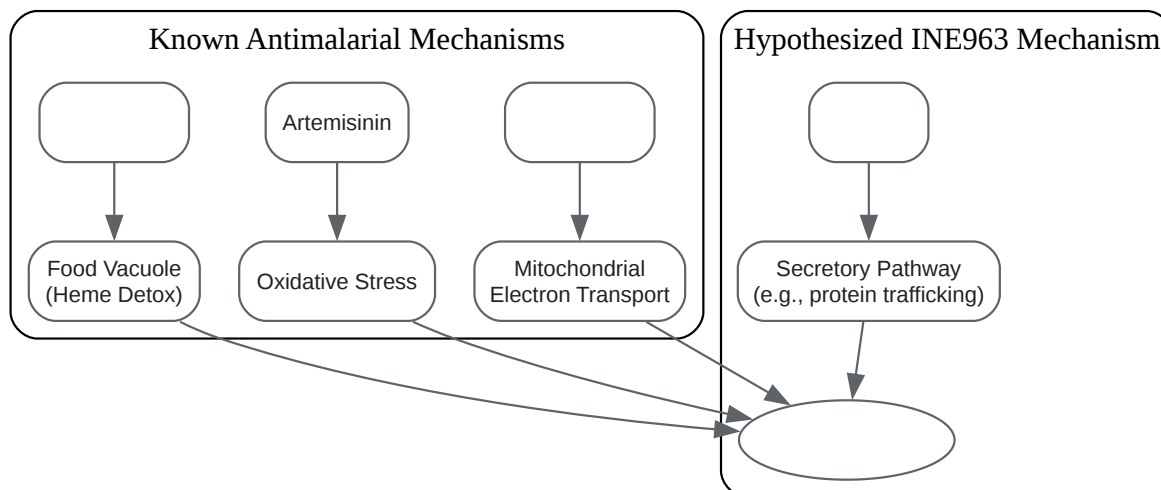 Known Antimalarial Mechanisms
Hypothesized INE963 Mechanism
Artemisinin
Food Vacuole
(Heme Detox)
Oxidative Stress
Mitochondrial
Electron Transport
Secretory Pathway
(e.g., protein trafficking)